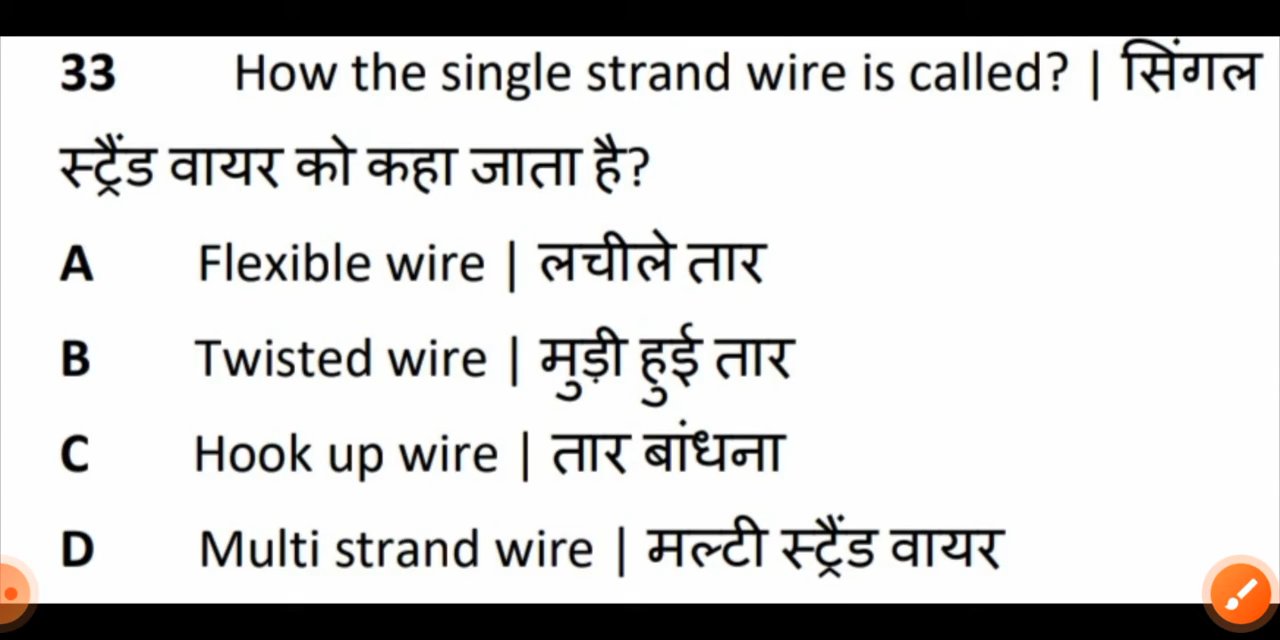 33 How the single strand wire is called? | सिंगल
स्ट्रैंड वायर को कहा जाता है?
A Flexible wire | लचीले तार
B Twisted wire | मुड़ी हुई तार
C Hook up wire | तार बांधना
D Multi strand wire | मल्टी स्ट्रैंड वायर